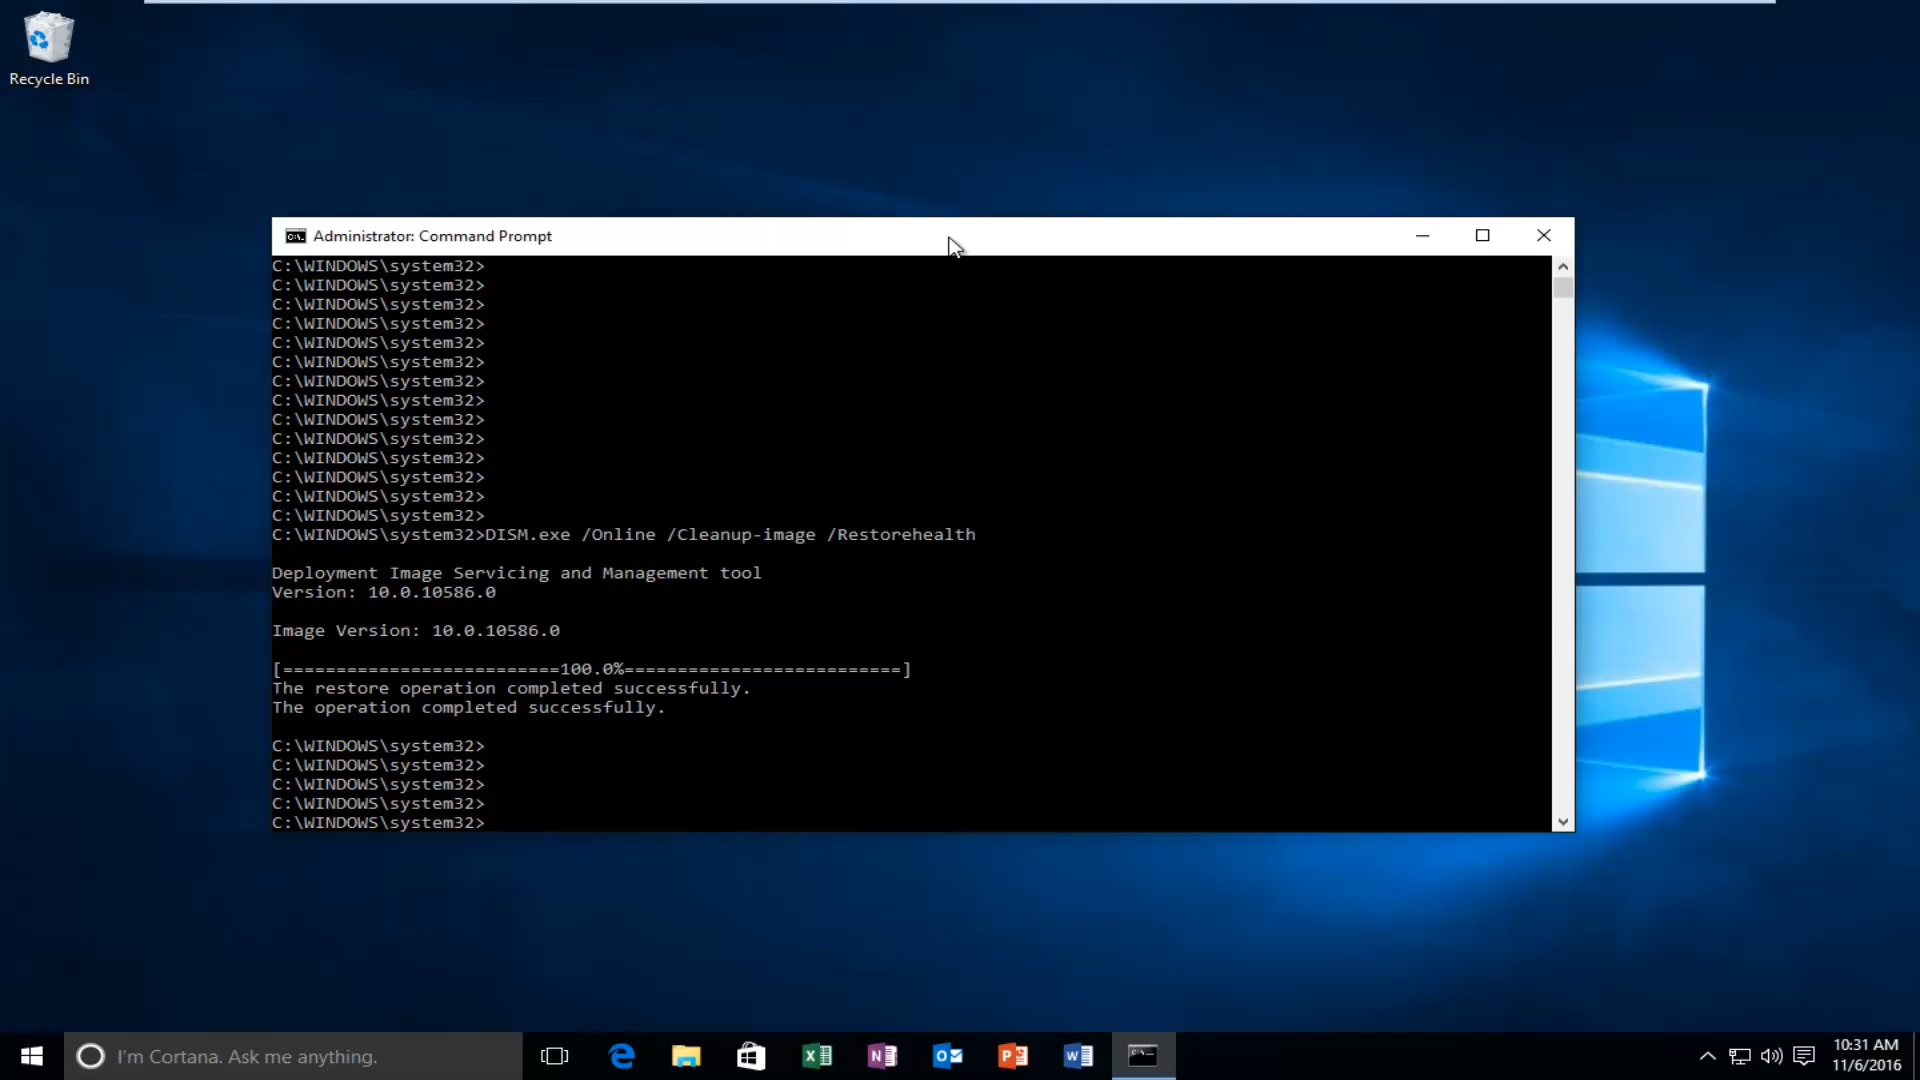 Recycle Bin
Administrator: Command Prompt
C:\WINDOWS\system32>
C:\WINDOWS\system32>
C:\WINDOWS\system32>
C:\WINDOWS\system32>
C:\WINDOWS\system32>
C:\WINDOWS\system32>
C:\WINDOWS\system32>
C:\WINDOWS\system32>
C:\WINDOWS\system32>
C:\WINDOWS\system32>
C:\WINDOWS\system32>
C:\WINDOWS\system32>
C:\WINDOWS\system32>
C:\WINDOWS\system32>
C:\WINDOWS\system32>DISM.exe /Online /Cleanup-image /Restorehealth
Deployment Image Servicing and Management tool
Version: 10.0.10586.0
Image Version: 10.0.10586.0
[==========================100.0%==========================]
The restore operation completed successfully.
The operation completed successfully.
C:\WINDOWS\system32>
C:\WINDOWS\system32>
C:\WINDOWS\system32>
C:\WINDOWS\system32>
C:\WINDOWS\system32>
I'm Cortana. Ask me anything.
10:31 AM
11/6/2016